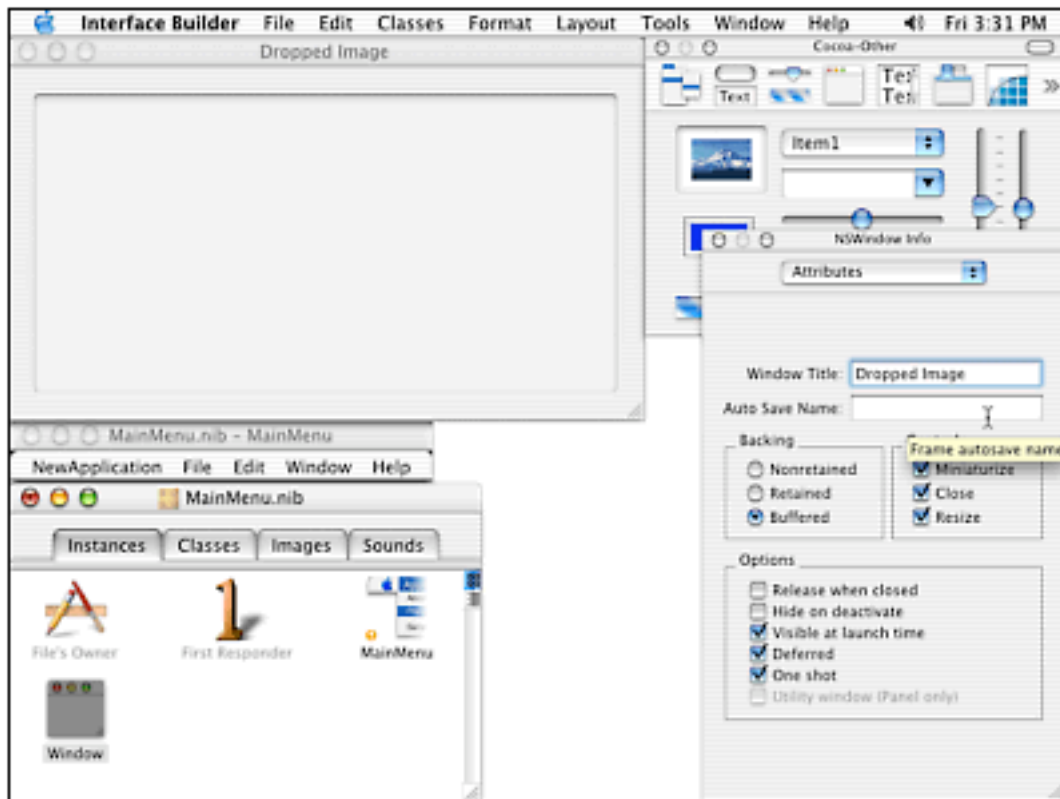 Interface Builder File Edit Classes Format Layout Tools Window Help Fri 3:31 PM
Dropped Image
Cocoa-Other
Text
Item1
NSWindow Info
Attributes
Window Title: Dropped Image
Auto Save Name:
Frame autosave name
Backing
Nonretained
Retained
Buffered
Miniaturize
Close
Resize
Options
Release when closed
Hide on deactivate
Visible at launch time
Deferred
One shot
Utility window (Panel only)
MainMenu.nib - MainMenu
NewApplication File Edit Window Help
MainMenu.nib
Instances Classes Images Sounds
1
File's Owner First Responder MainMenu
Window